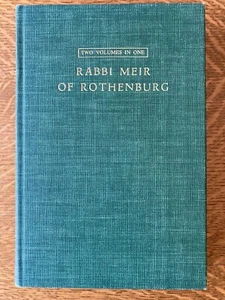 TWO VOLUMES IN ONE
RABBI MEIR
OF ROTHENBURG